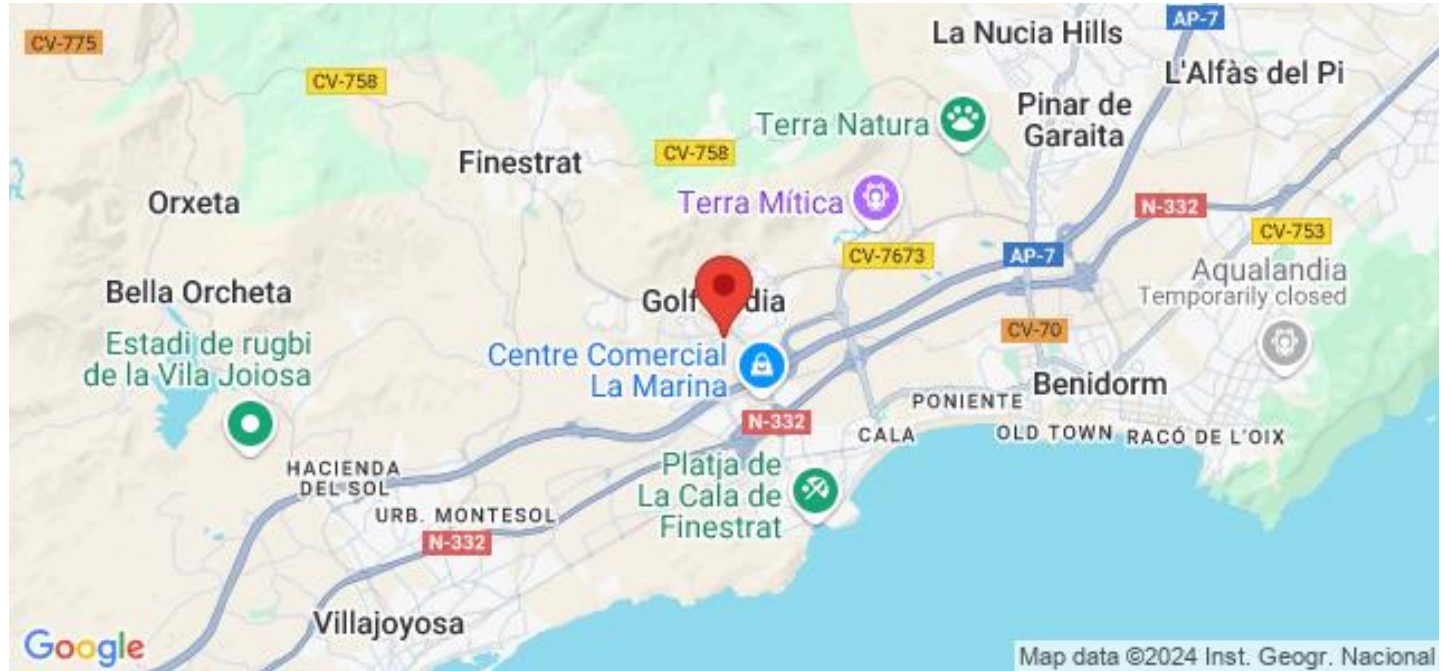 La Nucia Hills
AP-7
CV-775
L'Alfàs del Pi
CV-758
Pinar de
Garaita
Terra Natura
Finestrat
CV-758
Orxeta
Terra Mítica
N-332
CV-753
CV-7673
AP-7
Aqualandia
Temporarily closed
Bella Orcheta
Golf
dia
CV-70
Estadi de rugbi
de la Vila Joiosa
Centre Comercial
La Marina
Benidorm
PONIENTE
N-332
CALA
OLD TOWN
RACÓ DE L'OIX
HACIENDA
DEL SOL
Platja de
La Cala de
Finestrat
URB. MONTESOL
N-332
Villajoyosa
Google
Map data ©2024 Inst. Geogr. Nacional